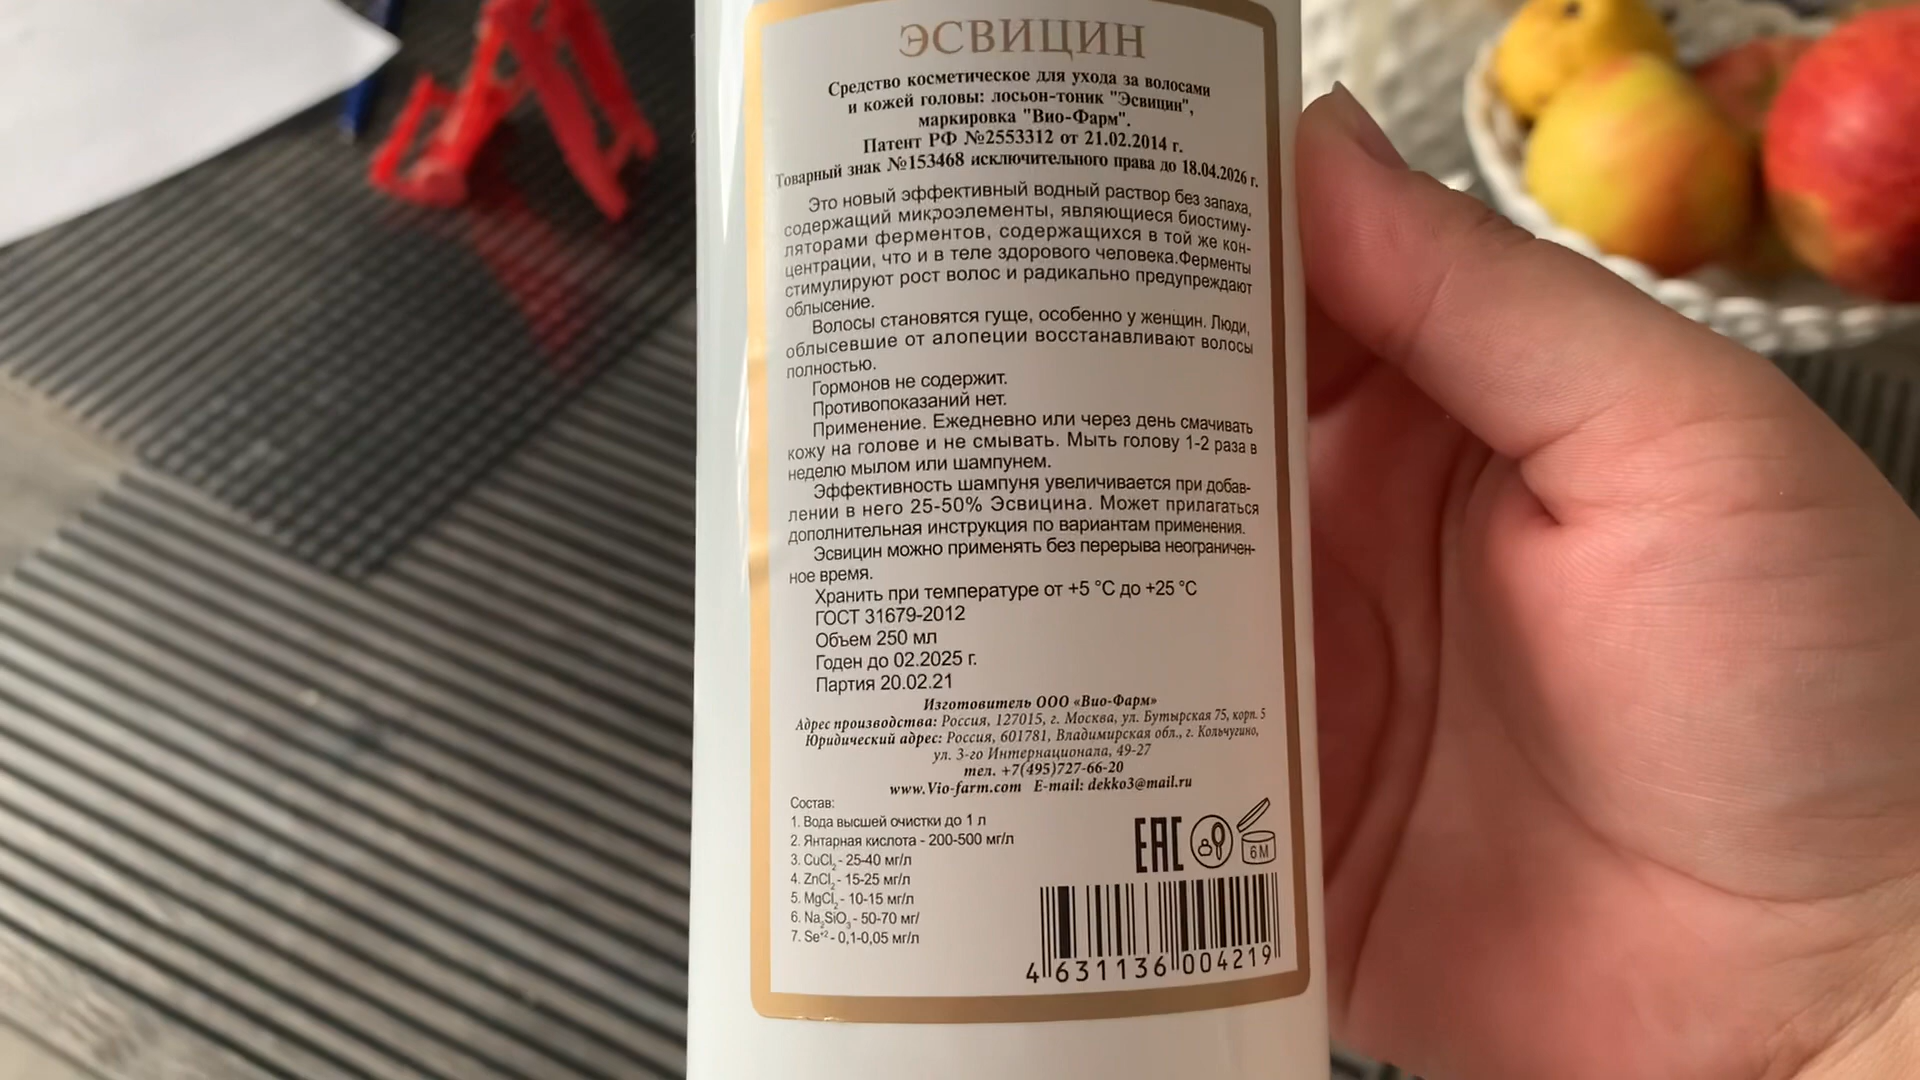 ЭСВИЦИН
Средство косметическое для ухода за волосами
и кожей головы: лосьон-тоник "Эсвицин",
маркировка "Вио-Фарм".
Патент РФ №2553312 от 21.02.2014 г.
Товарный знак №153468 исключительного права до 18.04.2026 г.
Это новый эффективный водный раствор без запаха,
содержащий микроэлементы, являющиеся биостиму-
ляторами ферментов, содержащихся в той же кон-
центрации, что и в теле здорового человека.Ферменты
стимулируют рост волос и радикально предупреждают
облысение.
Волосы становятся гуще, особенно у женщин. Люди,
облысевшие от алопеции восстанавливают волосы
полностью.
Гормонов не содержит.
Противопоказаний нет.
Применение. Ежедневно или через день смачивать
кожу на голове и не смывать. Мыть голову 1-2 раза в
неделю мылом или шампунем.
Эффективность шампуня увеличивается при добав-
лении в него 25-50% Эсвицина. Может прилагаться
дополнительная инструкция по вариантам применения.
Эсвицин можно применять без перерыва неограничен-
ное время.
Хранить при температуре от +5 °C до +25 °C
ГОСТ 31679-2012
Объем 250 мл
Годен до 02.2025 г.
Партия 20.02.21
Изготовитель ООО «Вио-Фарм»
Адрес производства: Россия, 127015, г. Москва, ул. Бутырская 75, корп. 5
Юридический адрес: Россия, 601781, Владимирская обл., г. Кольчугино,
ул. 3-го Интернационала, 49-27
тел. +7(495)727-66-20
www.Vio-farm.com E-mail: dekko3@mail.ru
Состав:
1. Вода высшей очистки до 1 л
2. Янтарная кислота - 200-500 мг/л
3. CuCl₂ - 25-40 мг/л
4. ZnCl₂ - 15-25 мг/л
5. MgCl₂ - 10-15 мг/л
6. Na₂SiO₃ - 50-70 мг/
7. Se⁺² - 0,1-0,05 мг/л
EAC
6M
4 631136 004219